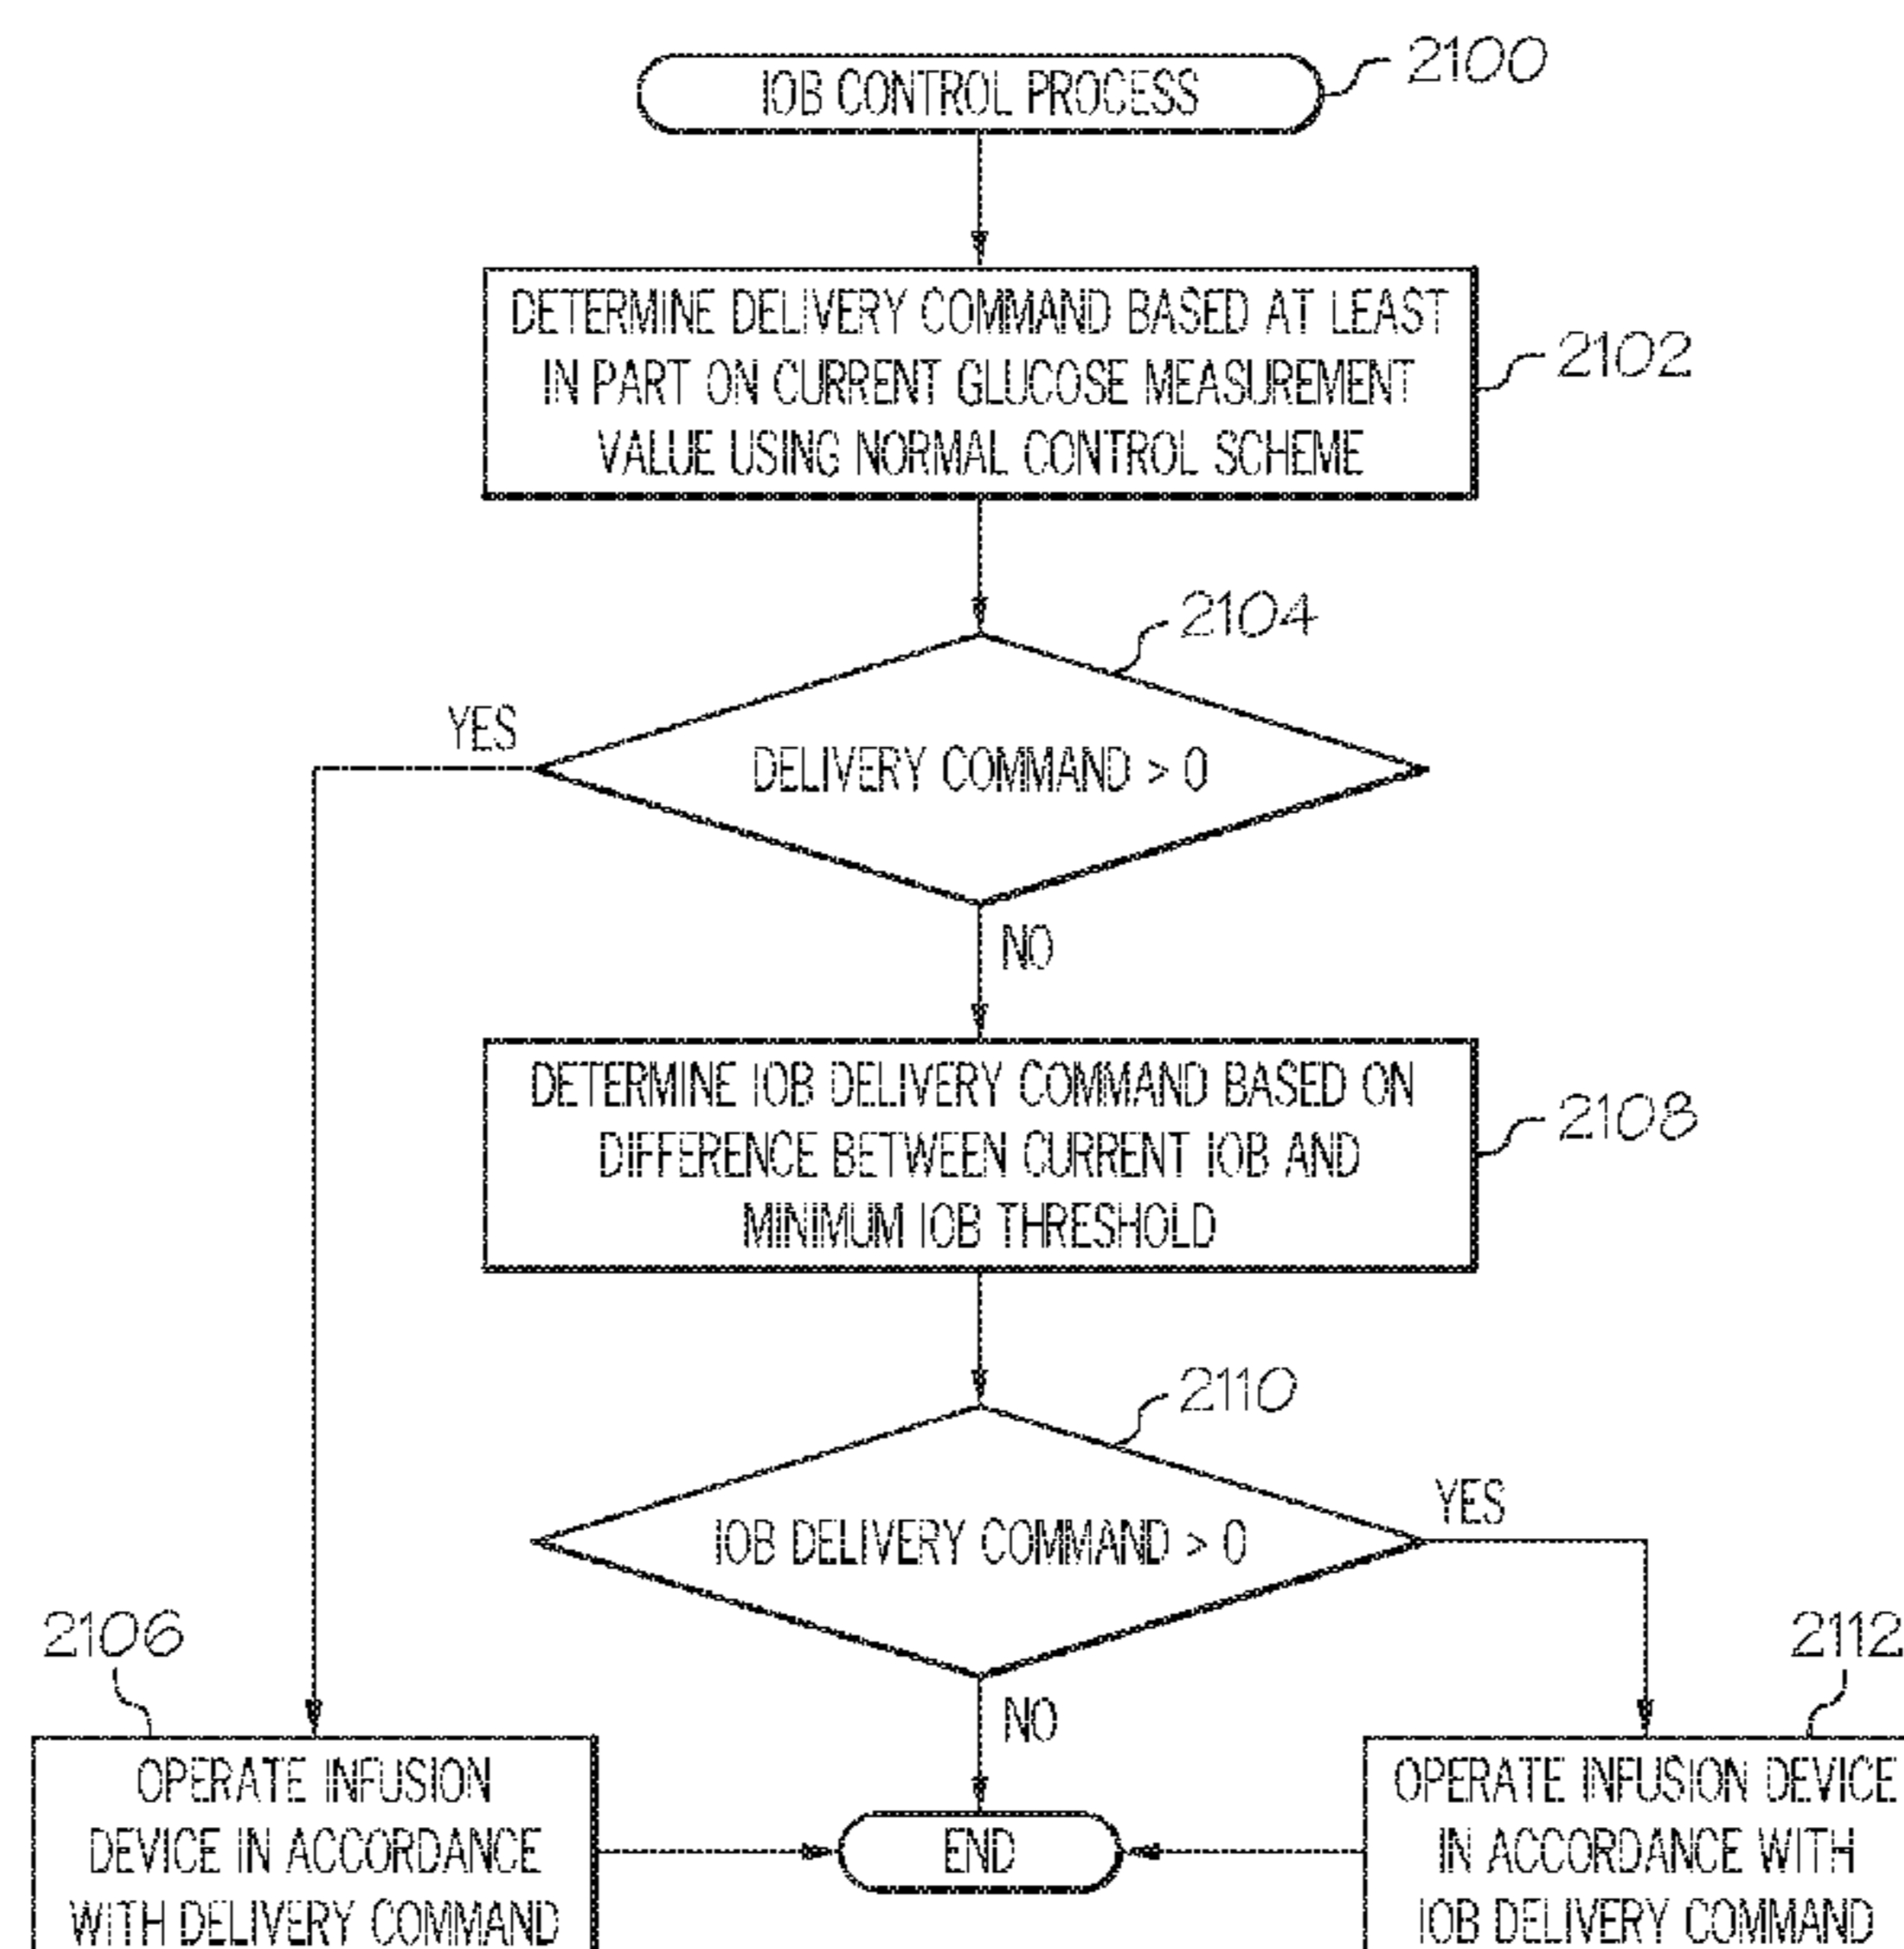 IOB CONTROL PROCESS
2100
DETERMINE DELIVERY COMMAND BASED AT LEAST
IN PART ON CURRENT GLUCOSE MEASUREMENT
VALUE USING NORMAL CONTROL SCHEME
2102
2104
YES
DELIVERY COMMAND > 0
NO
DETERMINE IOB DELIVERY COMMAND BASED ON
DIFFERENCE BETWEEN CURRENT IOB AND
MINIMUM IOB THRESHOLD
2108
2110
IOB DELIVERY COMMAND > 0
YES
NO
2106
OPERATE INFUSION
DEVICE IN ACCORDANCE
WITH DELIVERY COMMAND
END
2112
OPERATE INFUSION DEVICE
IN ACCORDANCE WITH
IOB DELIVERY COMMAND